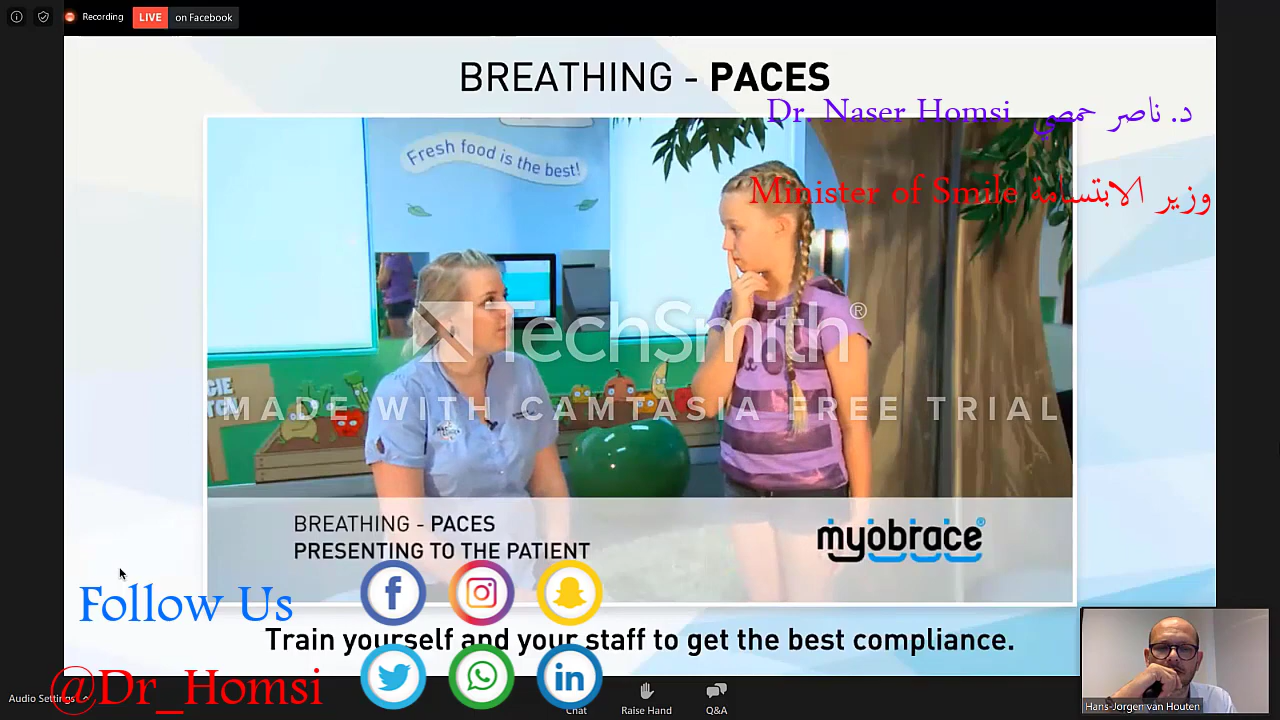 Recording
LIVE
on Facebook
BREATHING - PACES
Dr. Naser Homsi د. ناصر حمصي
Fresh food is the best!
Minister of Smile وزير الابتسامة
TechSmith®
MADE WITH CAMTASIA FREE TRIAL
BREATHING - PACES
PRESENTING TO THE PATIENT
myobrace®
Follow Us
Train yourself and your staff to get the best compliance.
@Dr_Homsi
Audio Settings
Chat
Raise Hand
Q&A
Hans-Jorgen van Houten